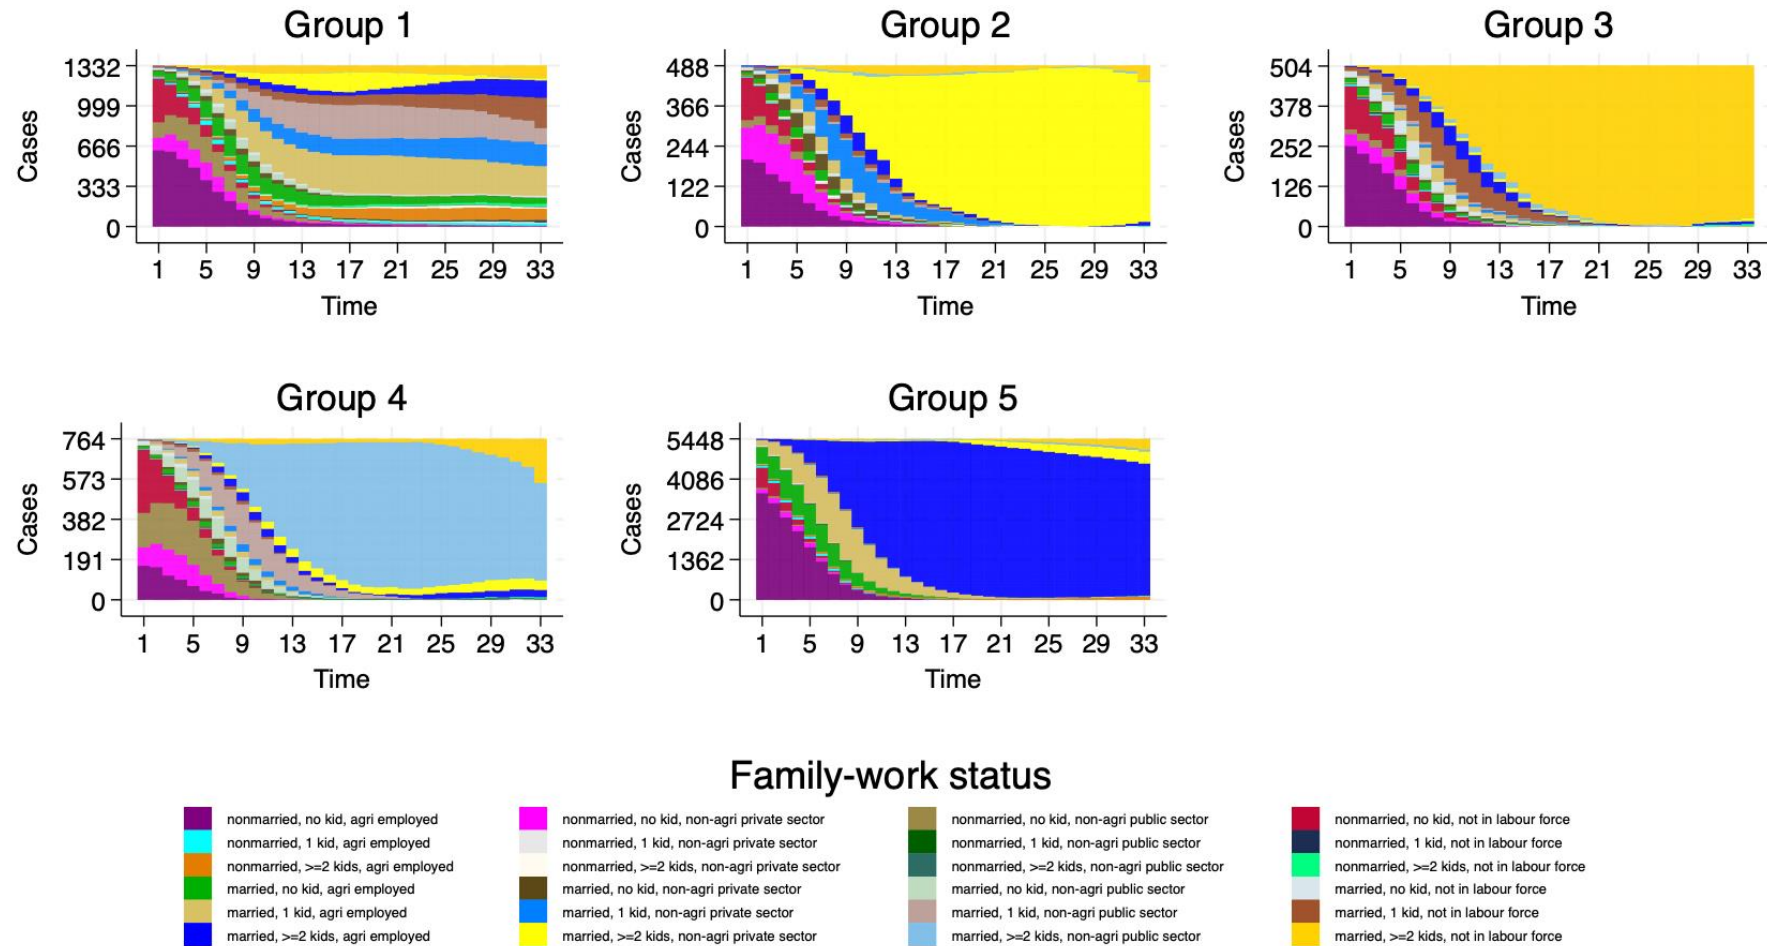 Group 1
Group 2
Group 3
1332
999
666
333
0
Cases
1 5 9 13 17 21 25 29 33
Time
488
366
244
122
0
Cases
1 5 9 13 17 21 25 29 33
Time
504
378
252
126
0
Cases
1 5 9 13 17 21 25 29 33
Time
Group 4
Group 5
764
573
382
191
0
Cases
1 5 9 13 17 21 25 29 33
Time
5448
4086
2724
1362
0
Cases
1 5 9 13 17 21 25 29 33
Time
Family-work status
nonmarried, no kid, agri employed
nonmarried, 1 kid, agri employed
nonmarried, >=2 kids, agri employed
married, no kid, agri employed
married, 1 kid, agri employed
married, >=2 kids, agri employed
nonmarried, no kid, non-agri private sector
nonmarried, 1 kid, non-agri private sector
nonmarried, >=2 kids, non-agri private sector
married, no kid, non-agri private sector
married, 1 kid, non-agri private sector
married, >=2 kids, non-agri private sector
nonmarried, no kid, non-agri public sector
nonmarried, 1 kid, non-agri public sector
nonmarried, >=2 kids, non-agri public sector
married, no kid, non-agri public sector
married, 1 kid, non-agri public sector
married, >=2 kids, non-agri public sector
nonmarried, no kid, not in labour force
nonmarried, 1 kid, not in labour force
nonmarried, >=2 kids, not in labour force
married, no kid, not in labour force
married, 1 kid, not in labour force
married, >=2 kids, not in labour force